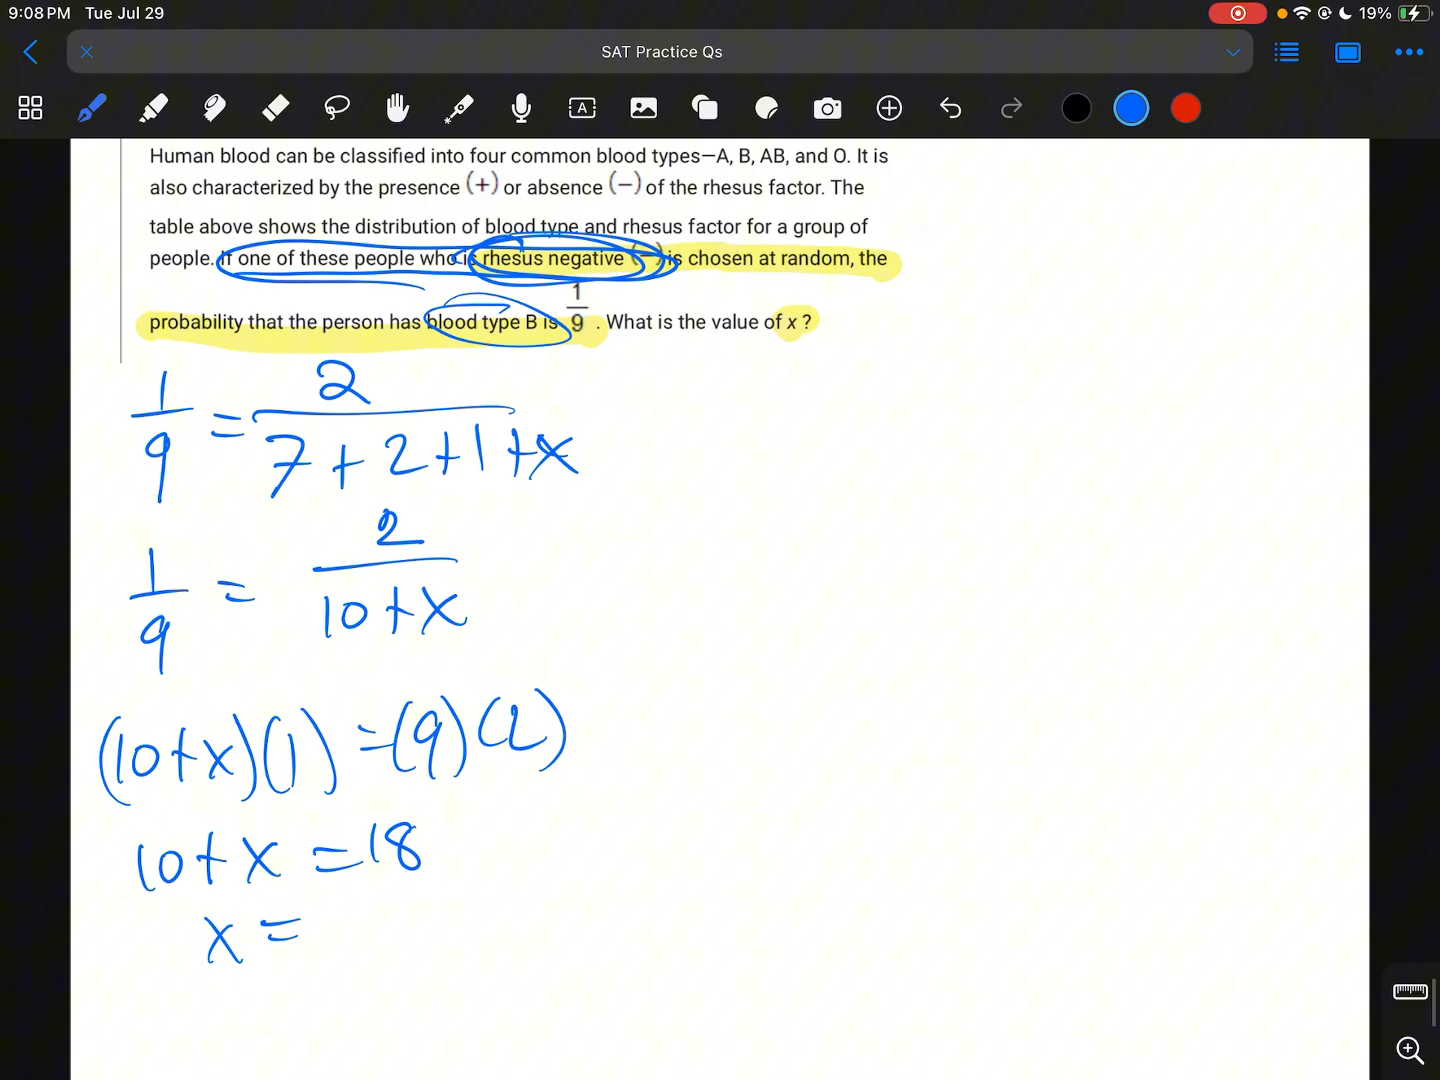 9:08 PM Tue Jul 29
19%
SAT Practice Qs
A
Human blood can be classified into four common blood types—A, B, AB, and O. It is
also characterized by the presence (+) or absence (−) of the rhesus factor. The
table above shows the distribution of blood type and rhesus factor for a group of
people. If one of these people who is rhesus negative (−) is chosen at random, the
probability that the person has blood type B is 1/9 . What is the value of x ?
1/9 = 2/(7+2+1+x)
1/9 = 2/(10+x)
(10+x)(1) = (9)(2)
10+x = 18
x =